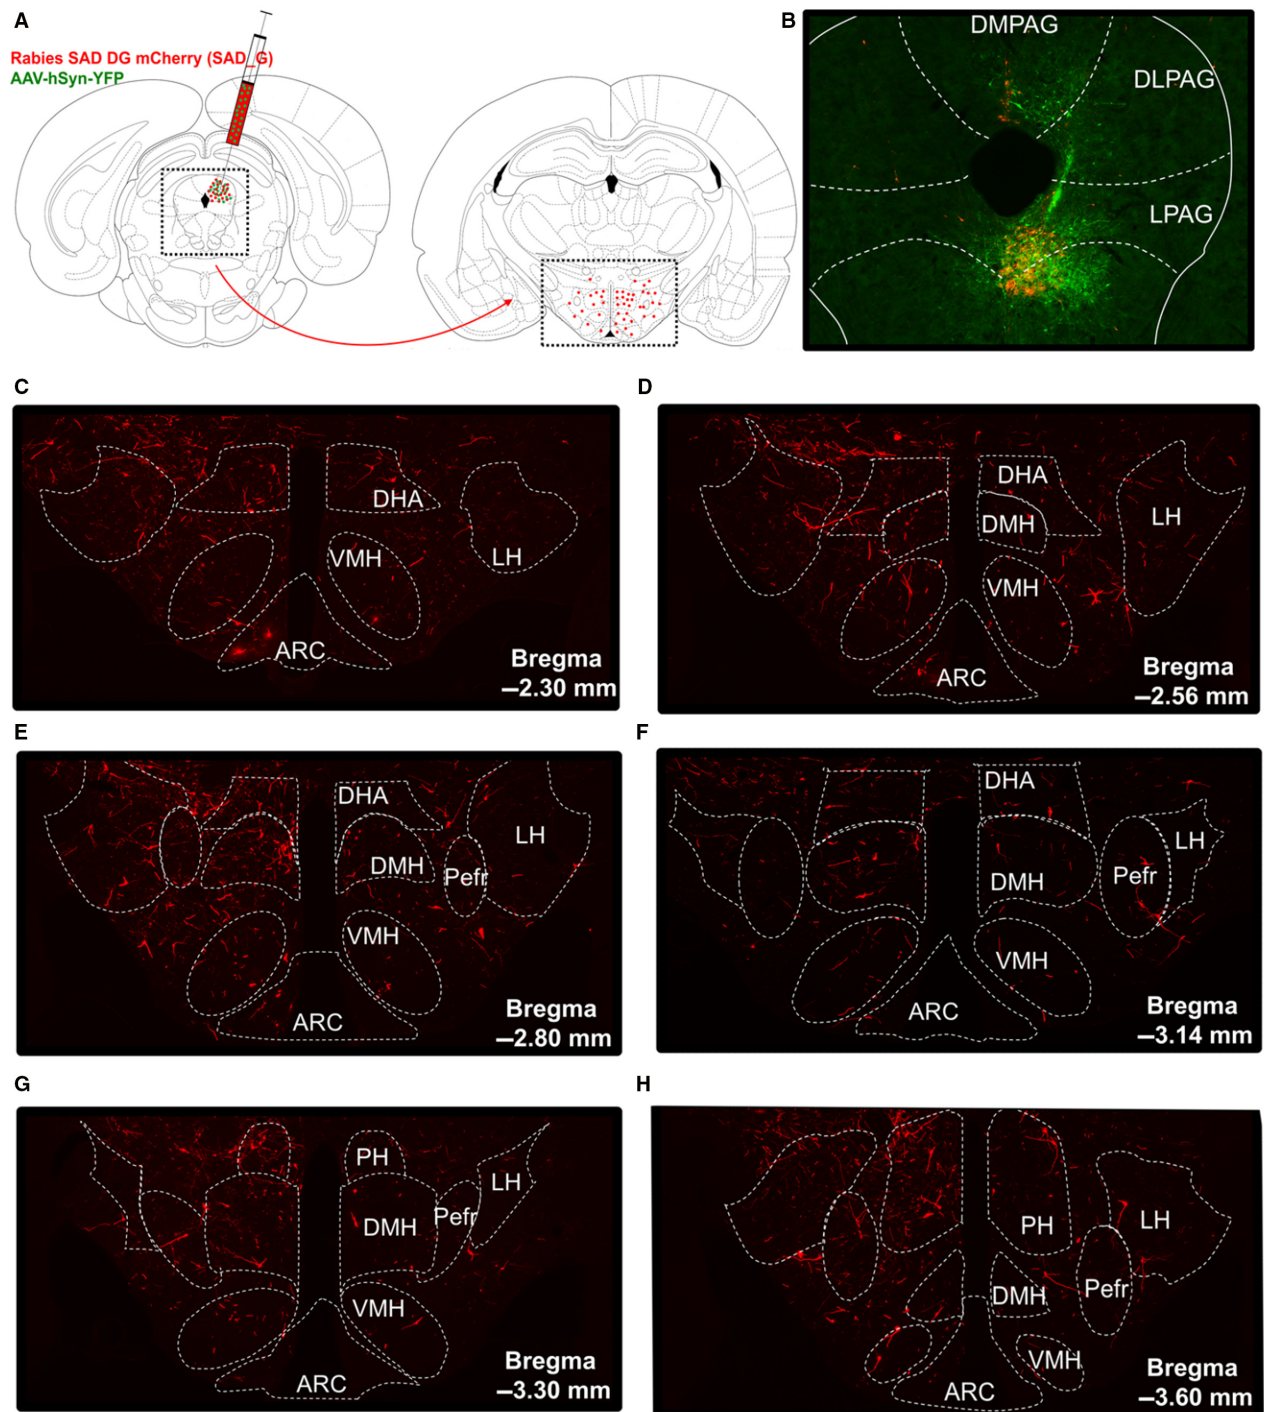 A
Rabies SAD DG mCherry (SAD_G)
AAV-hSyn-YFP
B
DMPAG
DLPAG
LPAG
C
DHA
VMH
LH
ARC
Bregma
–2.30 mm
D
DHA
DMH
LH
VMH
ARC
Bregma
–2.56 mm
E
DHA
LH
DMH
Pefr
VMH
ARC
Bregma
–2.80 mm
F
DHA
LH
DMH
Pefr
VMH
ARC
Bregma
–3.14 mm
G
PH
LH
DMH
Pefr
VMH
ARC
Bregma
–3.30 mm
H
PH
LH
DMH
Pefr
VMH
ARC
Bregma
–3.60 mm